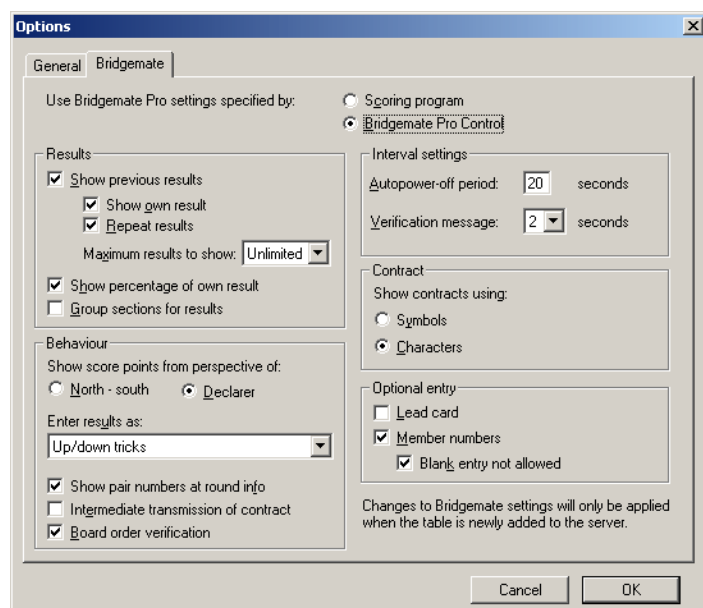 Options
General
Bridgemate
Use Bridgemate Pro settings specified by:
Scoring program
Bridgemate Pro Control
Results
Show previous results
Show own result
Repeat results
Maximum results to show: Unlimited
Show percentage of own result
Group sections for results
Behaviour
Show score points from perspective of:
North - south
Declarer
Enter results as:
Up/down tricks
Show pair numbers at round info
Intermediate transmission of contract
Board order verification
Interval settings
Autopower-off period: 20 seconds
Verification message: 2 seconds
Contract
Show contracts using:
Symbols
Characters
Optional entry
Lead card
Member numbers
Blank entry not allowed
Changes to Bridgemate settings will only be applied
when the table is newly added to the server.
Cancel
OK